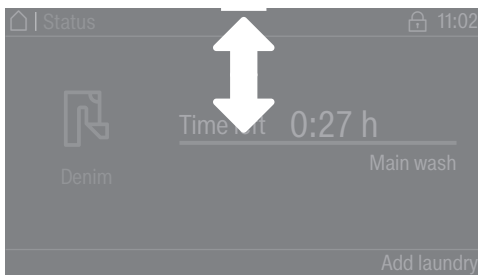 | Status 11:02
Time left 0:27 h
Main wash
Denim
Add laundry